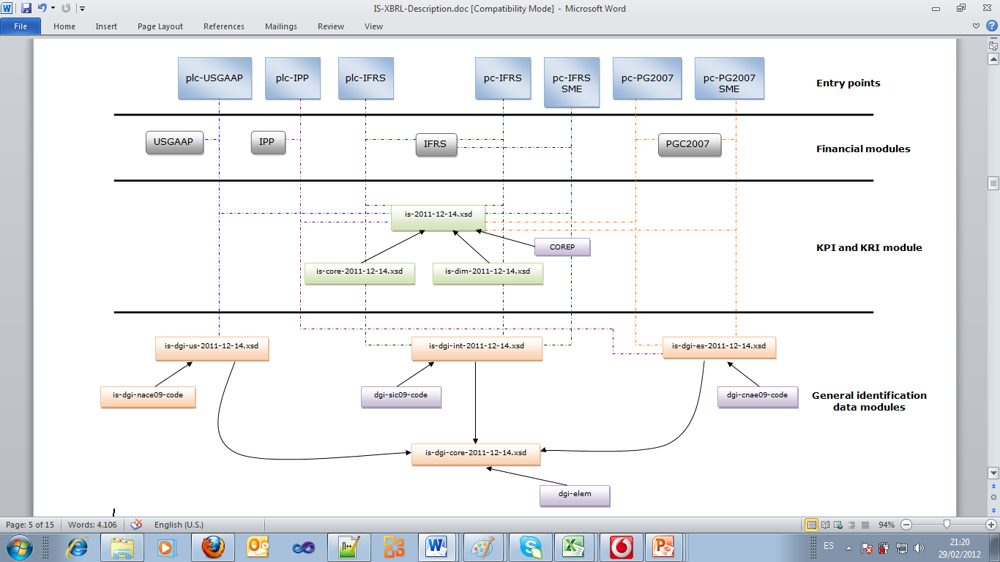 IS-XBRL-Description.doc [Compatibility Mode] - Microsoft Word
File Home Insert Page Layout References Mailings Review View
plc-USGAAP
plc-IPP
plc-IFRS
pc-IFRS
pc-IFRS
SME
pc-PG2007
pc-PG2007
SME
Entry points
USGAAP
IPP
IFRS
PGC2007
Financial modules
is-2011-12-14.xsd
COREP
KPI and KRI module
is-core-2011-12-14.xsd
is-dim-2011-12-14.xsd
is-dgi-us-2011-12-14.xsd
is-dgi-int-2011-12-14.xsd
is-dgi-es-2011-12-14.xsd
is-dgi-nace09-code
dgi-sic09-code
dgi-cnae09-code
General identification
data modules
is-dgi-core-2011-12-14.xsd
dgi-elem
Page: 5 of 15 Words: 4.106 English (U.S.) 94%
ES
21:20
29/02/2012